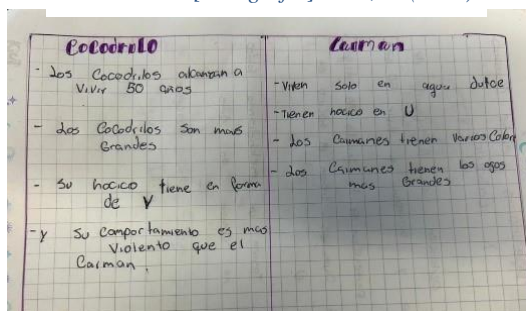 Cocodrilo
- Los Cocodrilos alcanzan a
Vivir 50 años
- Los Cocodrilos son mas
Grandes
- Su hocico tiene en forma
de V
- y su comportamiento es mas
Violento que el
Caiman.
Caiman
- Viven solo en agua dulce
- Tienen hocico en U
- Los Caimanes tienen Varios Color
- Los Caimanes tienen los ogos
mas Grandes